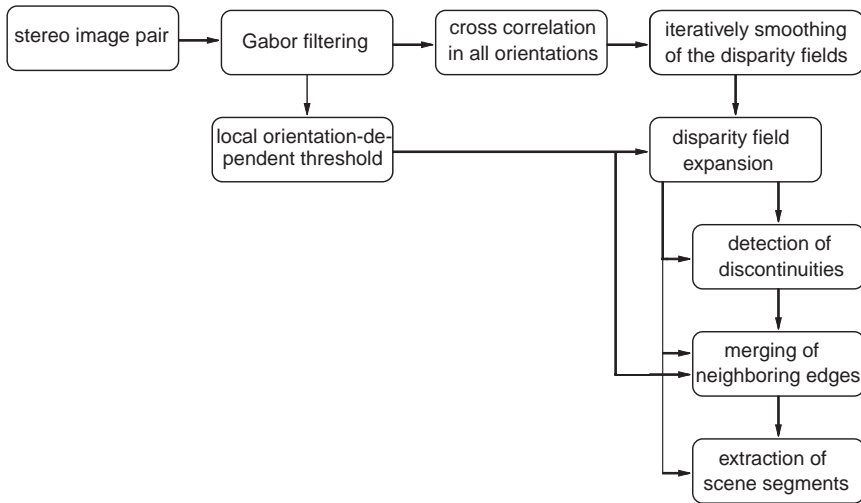 stereo image pair
Gabor filtering
cross correlation
in all orientations
iteratively smoothing
of the disparity fields
local orientation-de-
pendent threshold
disparity field
expansion
detection of
discontinuities
merging of
neighboring edges
extraction of
scene segments